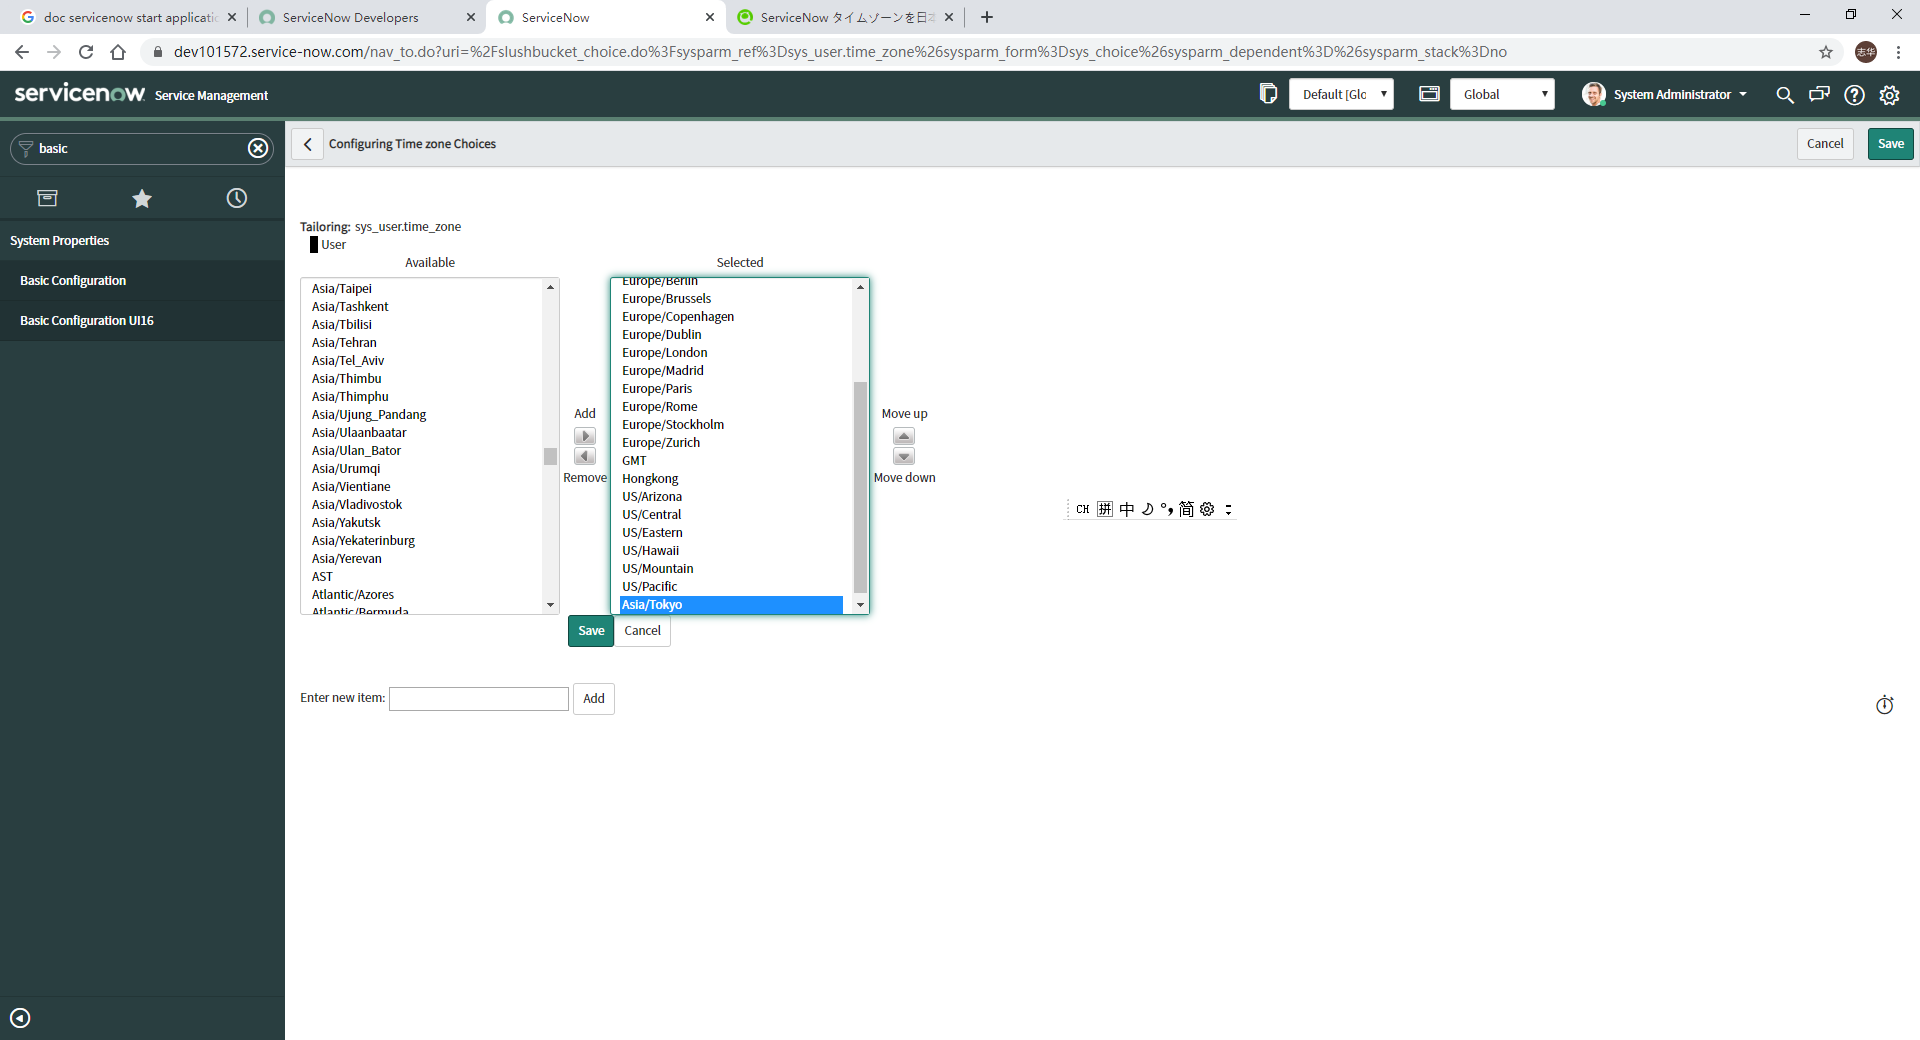 doc servicenow start applicatio
ServiceNow Developers
ServiceNow
ServiceNow タイムゾーンを日本
dev101572.service-now.com/nav_to.do?uri=%2Fslushbucket_choice.do%3Fsysparm_ref%3Dsys_user.time_zone%26sysparm_form%3Dsys_choice%26sysparm_dependent%3D%26sysparm_stack%3Dno
志华
servicenow Service Management
Default [Glc
Global
System Administrator
basic
Configuring Time zone Choices
Cancel
Save
System Properties
Basic Configuration
Basic Configuration UI16
Tailoring: sys_user.time_zone
User
Available
Asia/Taipei
Asia/Tashkent
Asia/Tbilisi
Asia/Tehran
Asia/Tel_Aviv
Asia/Thimbu
Asia/Thimphu
Asia/Ujung_Pandang
Asia/Ulaanbaatar
Asia/Ulan_Bator
Asia/Urumqi
Asia/Vientiane
Asia/Vladivostok
Asia/Yakutsk
Asia/Yekaterinburg
Asia/Yerevan
AST
Atlantic/Azores
Atlantic/Bermuda
Add
Remove
Selected
Europe/Berlin
Europe/Brussels
Europe/Copenhagen
Europe/Dublin
Europe/London
Europe/Madrid
Europe/Paris
Europe/Rome
Europe/Stockholm
Europe/Zurich
GMT
Hongkong
US/Arizona
US/Central
US/Eastern
US/Hawaii
US/Mountain
US/Pacific
Asia/Tokyo
Move up
Move down
CH 拼 中 简
Save
Cancel
Enter new item:
Add